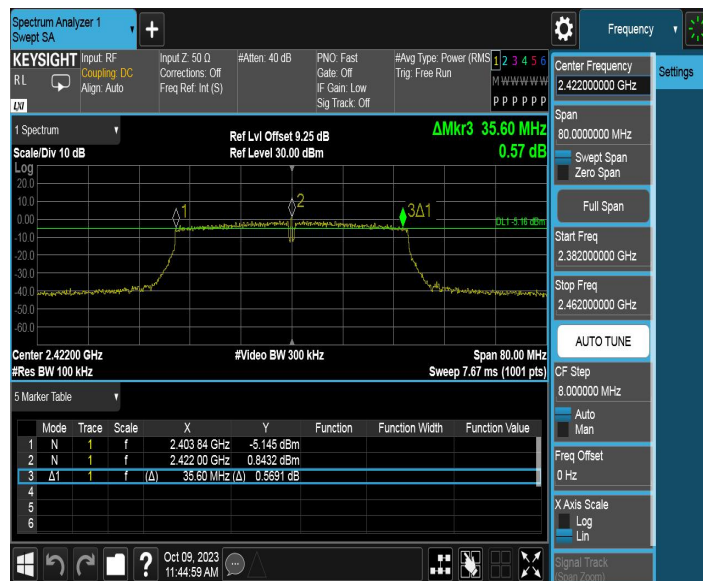 Spectrum Analyzer 1
Swept SA
+
Frequency
KEYSIGHT
RL
LXI
Input: RF
Coupling: DC
Align: Auto
Input Z: 50 Ω
Corrections: Off
Freq Ref: Int (S)
#Atten: 40 dB
PNO: Fast
Gate: Off
IF Gain: Low
Sig Track: Off
#Avg Type: Power (RMS
Trig: Free Run
1 2 3 4 5 6
M W W W W W
P P P P P P
1 Spectrum
Scale/Div 10 dB
Ref Lvl Offset 9.25 dB
Ref Level 30.00 dBm
ΔMkr3 35.60 MHz
0.57 dB
Log
20.0
10.0
0.00
-10.0
-20.0
-30.0
-40.0
-50.0
-60.0
1
2
3Δ1
DL1 -5.16 dBm
Center 2.42200 GHz
#Video BW 300 kHz
Span 80.00 MHz
#Res BW 100 kHz
Sweep 7.67 ms (1001 pts)
5 Marker Table
Mode Trace Scale X Y Function Function Width Function Value
1 N 1 f 2.403 84 GHz -5.145 dBm
2 N 1 f 2.422 00 GHz 0.8432 dBm
3 Δ1 1 f (Δ) 35.60 MHz (Δ) 0.5691 dB
4
5
6
?
Oct 09, 2023
11:44:59 AM
Center Frequency
2.422000000 GHz
Span
80.0000000 MHz
Swept Span
Zero Span
Full Span
Start Freq
2.382000000 GHz
Stop Freq
2.462000000 GHz
AUTO TUNE
CF Step
8.000000 MHz
Auto
Man
Freq Offset
0 Hz
X Axis Scale
Log
Lin
Signal Track
(Span Zoom)
Settings